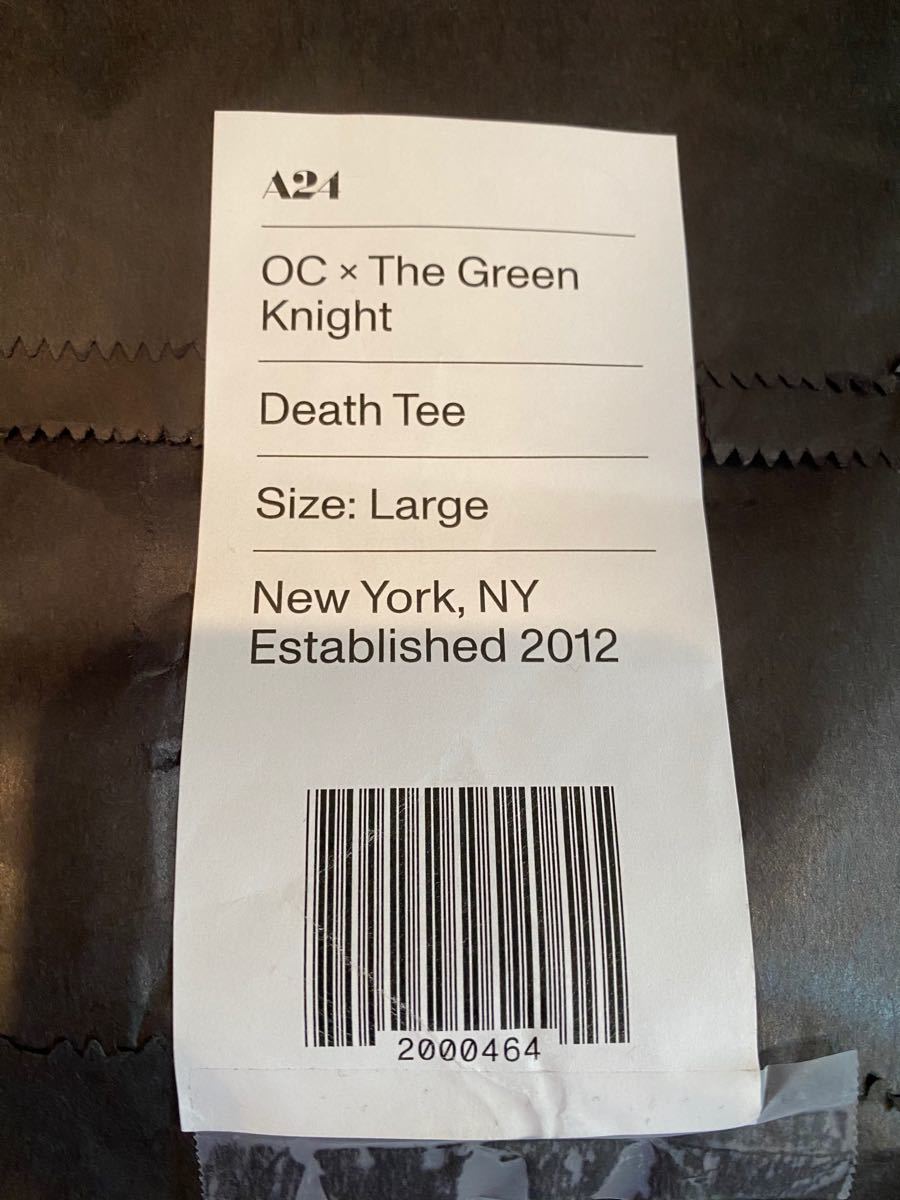 A24
OC × The Green
Knight
Death Tee
Size: Large
New York, NY
Established 2012
2000464